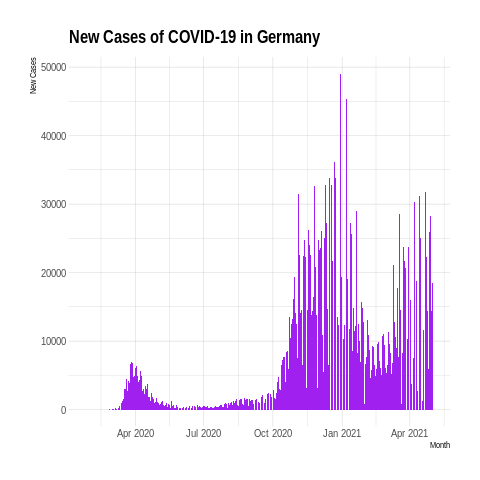 New Cases of COVID-19 in Germany
New Cases
50000
40000
30000
20000
10000
0
Apr 2020 Jul 2020 Oct 2020 Jan 2021 Apr 2021
Month